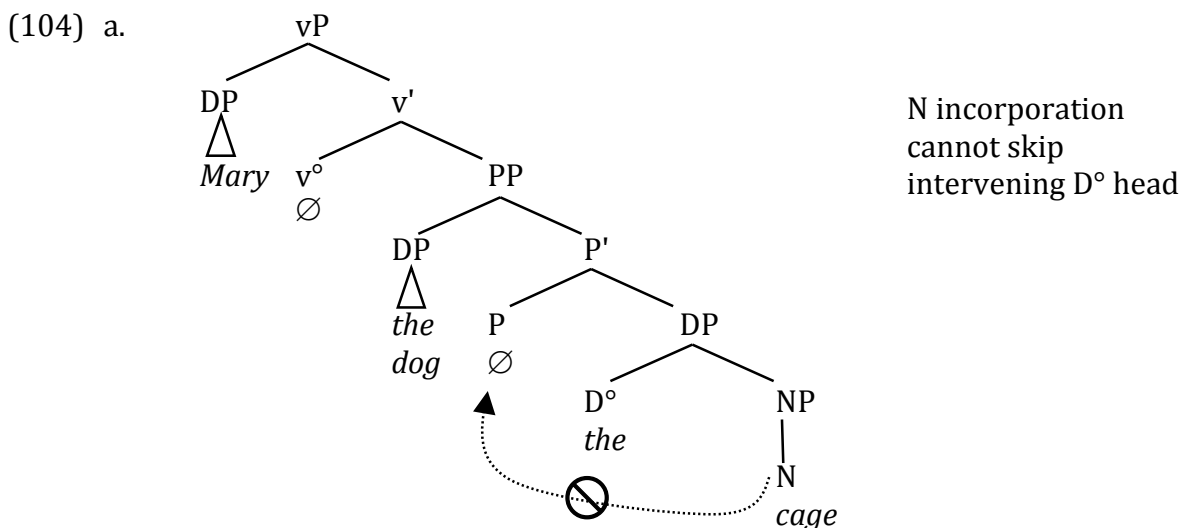 (104) a.
vP
DP v'
Mary v° PP
∅
DP P'
the P DP
dog ∅
D° NP
the
N
cage
N incorporation
cannot skip
intervening D° head